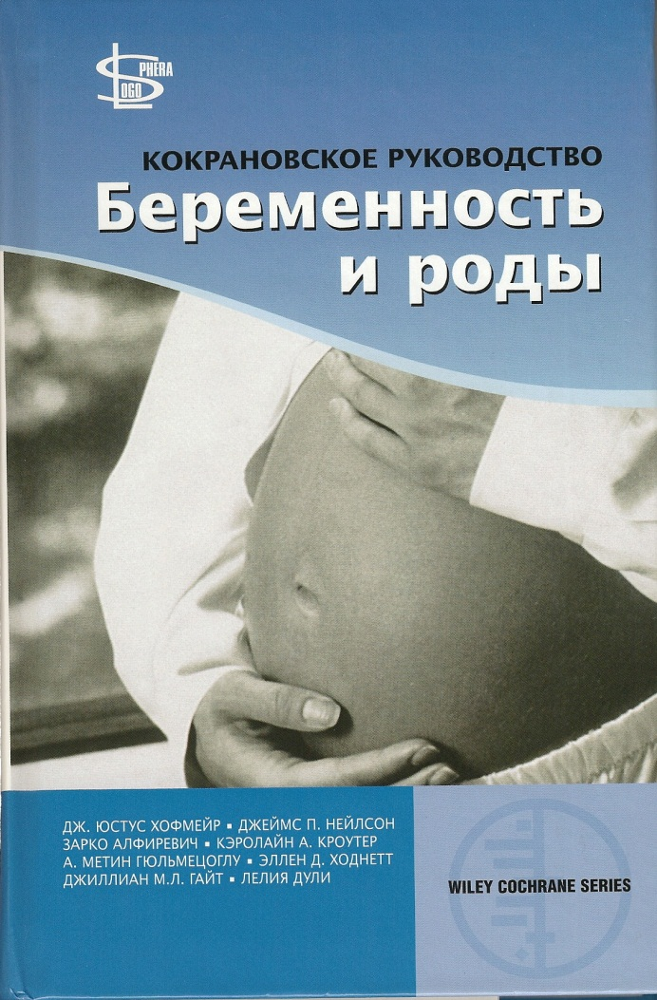 LOGO SPHERA
КОКРАНОВСКОЕ РУКОВОДСТВО
Беременность
и роды
ДЖ. ЮСТУС ХОФМЕЙР ▪ ДЖЕЙМС П. НЕЙЛСОН
ЗАРКО АЛФИРЕВИЧ ▪ КЭРОЛАЙН А. КРОУТЕР
А. МЕТИН ГЮЛЬМЕЦОГЛУ ▪ ЭЛЛЕН Д. ХОДНЕТТ
ДЖИЛЛИАН М.Л. ГАЙТ ▪ ЛЕЛИЯ ДУЛИ
WILEY COCHRANE SERIES